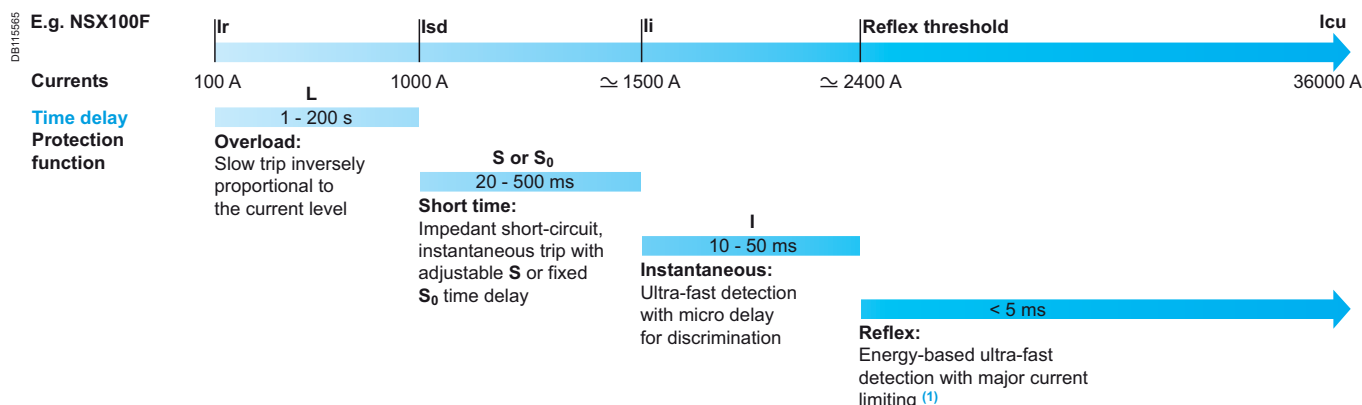 DB115565
E.g. NSX100F
Ir
Isd
Ii
Reflex threshold
Icu
Currents
100 A
1000 A
≃ 1500 A
≃ 2400 A
36000 A
Time delay
Protection
function
L
1 - 200 s
Overload:
Slow trip inversely
proportional to
the current level
S or S₀
20 - 500 ms
Short time:
Impedant short-circuit,
instantaneous trip with
adjustable S or fixed
S₀ time delay
I
10 - 50 ms
Instantaneous:
Ultra-fast detection
with micro delay
for discrimination
< 5 ms
Reflex:
Energy-based ultra-fast
detection with major current
limiting (1)